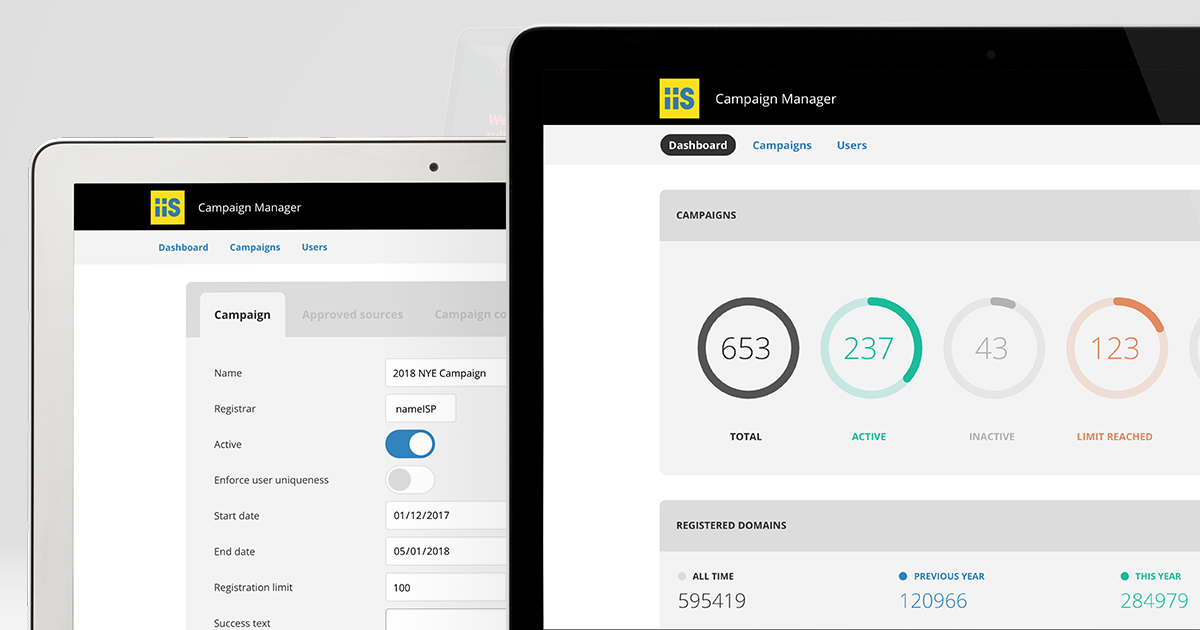 iiS
Campaign Manager
Dashboard
Campaigns
Users
Campaign
Approved sources
Campaign co
Name
2018 NYE Campaign
Registrar
nameISP
Active
Enforce user uniqueness
Start date
01/12/2017
End date
05/01/2018
Registration limit
100
Success text
iiS
Campaign Manager
Dashboard
Campaigns
Users
CAMPAIGNS
653
237
43
123
TOTAL
ACTIVE
INACTIVE
LIMIT REACHED
REGISTERED DOMAINS
ALL TIME
PREVIOUS YEAR
THIS YEAR
595419
120966
284979